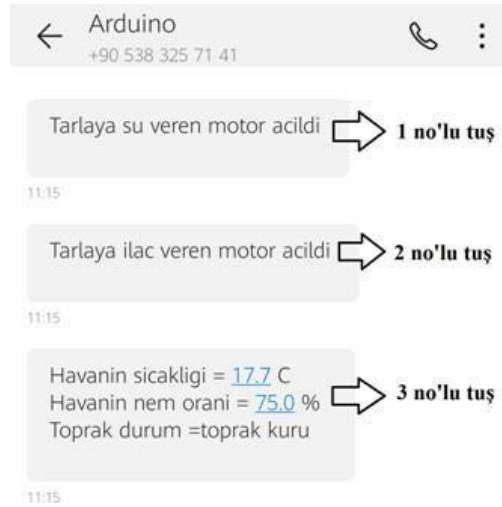 Arduino
+90 538 325 71 41
Tarlaya su veren motor acildi
1 no'lu tuş
11:15
Tarlaya ilac veren motor acildi
2 no'lu tuş
11:15
Havanin sicakligi = 17.7 C
Havanin nem orani = 75.0 %
Toprak durum =toprak kuru
3 no'lu tuş
11:15